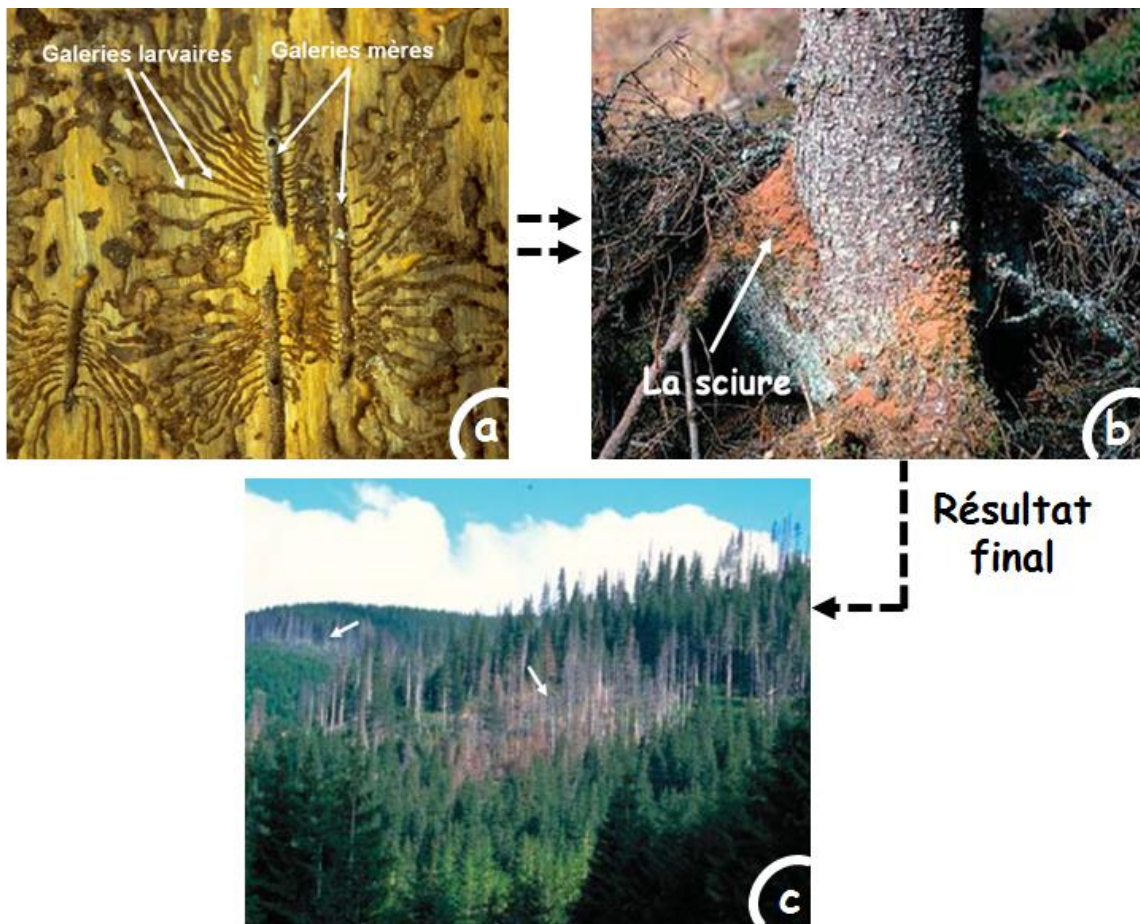 Galeries larvaires
Galeries mères
a
La sciure
b
Résultat
final
c